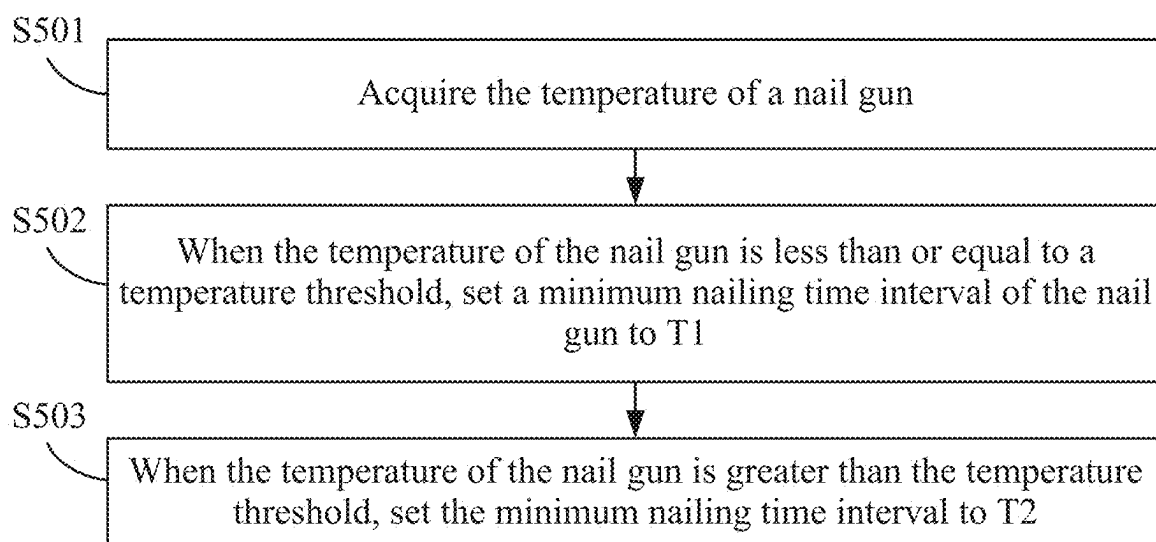 S501
Acquire the temperature of a nail gun
S502
When the temperature of the nail gun is less than or equal to a
temperature threshold, set a minimum nailing time interval of the nail
gun to T1
S503
When the temperature of the nail gun is greater than the temperature
threshold, set the minimum nailing time interval to T2